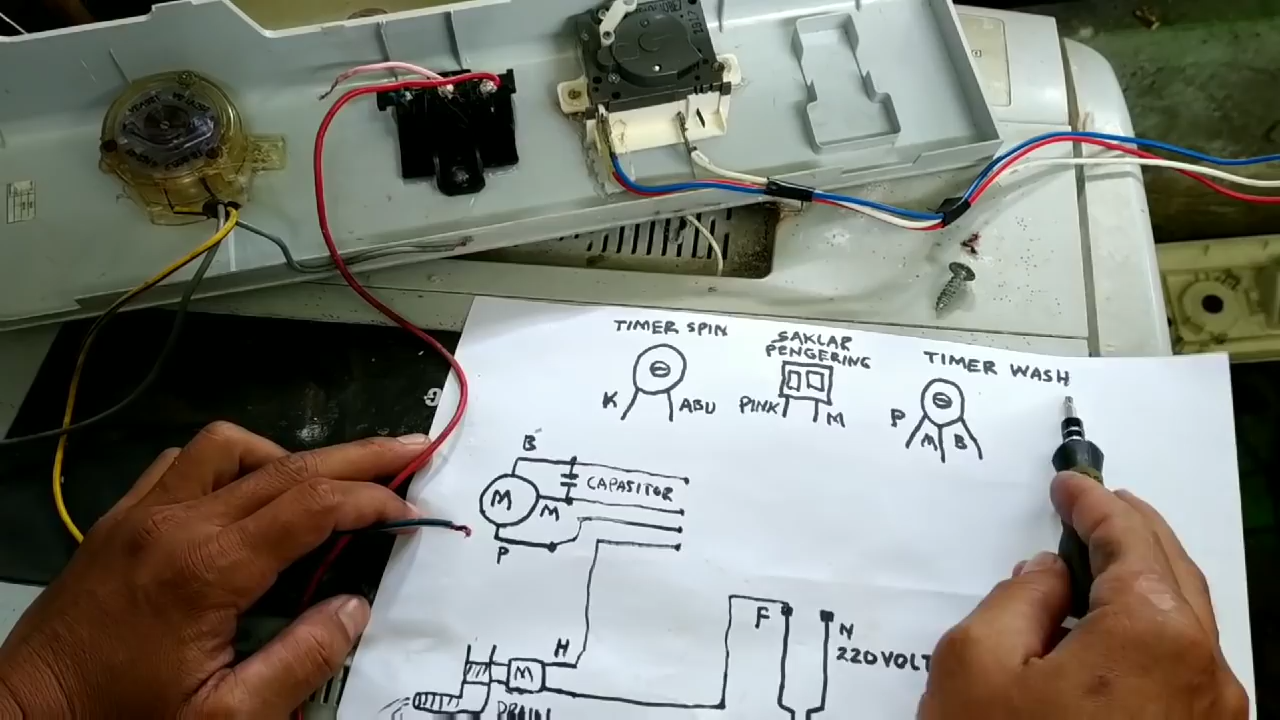 TIMER SPIN
K
ABU
SAKLAR
PENGERING
PINK
M
TIMER WASH
P
M
B
B
M
CAPASITOR
M
P
H
M
DRAIN
F
N
220VOLT